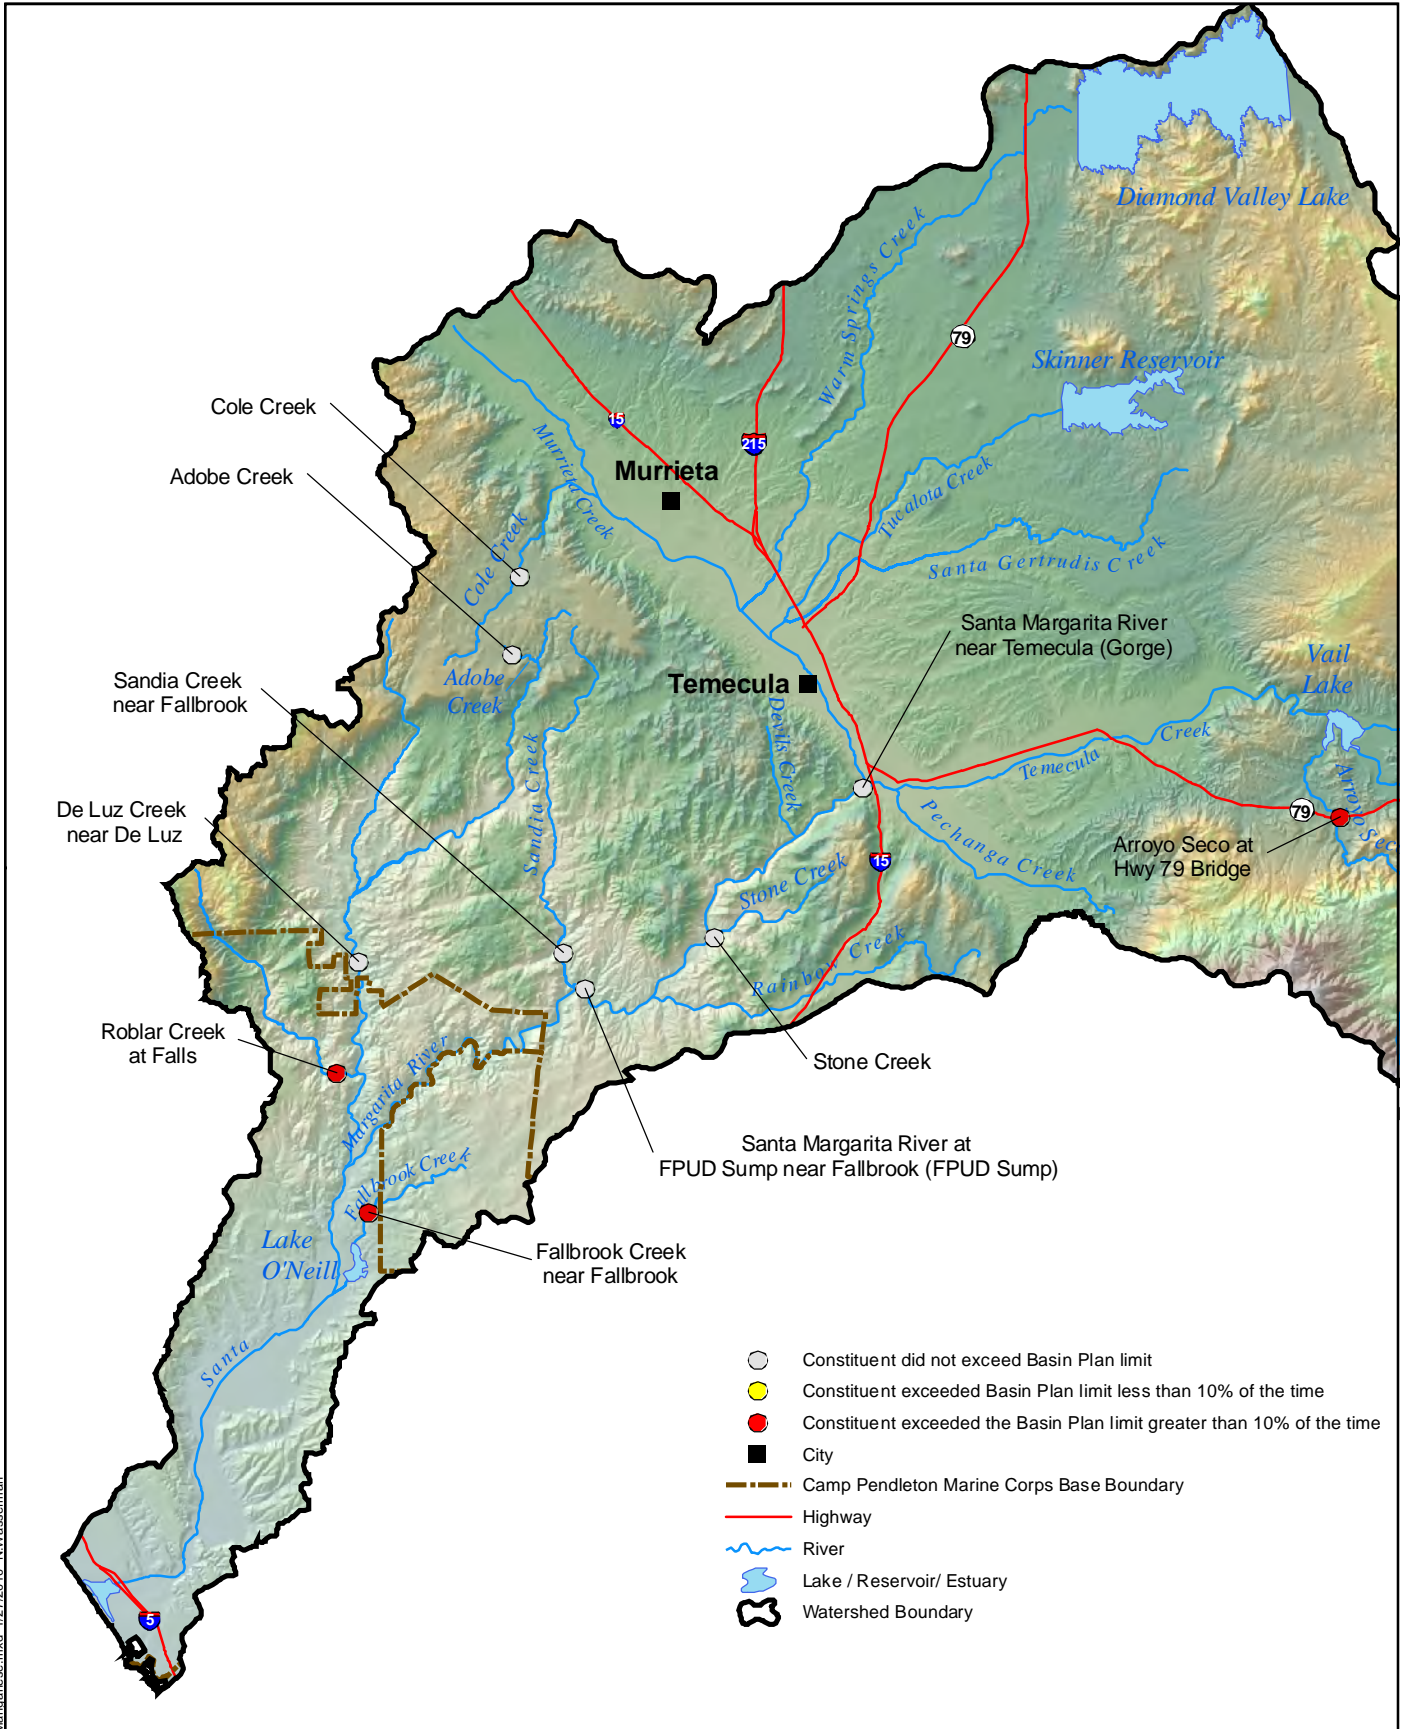 Diamond Valley Lake
Warm Springs Creek
79
Skinner Reservoir
Cole Creek
15
215
Murrieta
Murrieta Creek
Adobe Creek
Tucalota Creek
Cole Creek
Santa Gertrudis Creek
Santa Margarita River
near Temecula (Gorge)
Vail
Lake
Sandia Creek
near Fallbrook
Adobe
Creek
Temecula
Devils Creek
Sandia Creek
Temecula
Creek
De Luz Creek
near De Luz
79
Arroyo Sec
Pechanga Creek
Arroyo Seco at
Hwy 79 Bridge
15
Stone Creek
Rainbow Creek
Roblar Creek
at Falls
Stone Creek
Margarita River
Santa Margarita River at
FPUD Sump near Fallbrook (FPUD Sump)
Fallbrook Creek
Lake
O'Neill
Fallbrook Creek
near Fallbrook
Santa
Constituent did not exceed Basin Plan limit
Constituent exceeded Basin Plan limit less than 10% of the time
Constituent exceeded the Basin Plan limit greater than 10% of the time
City
Camp Pendleton Marine Corps Base Boundary
Highway
River
Lake / Reservoir/ Estuary
Watershed Boundary
5